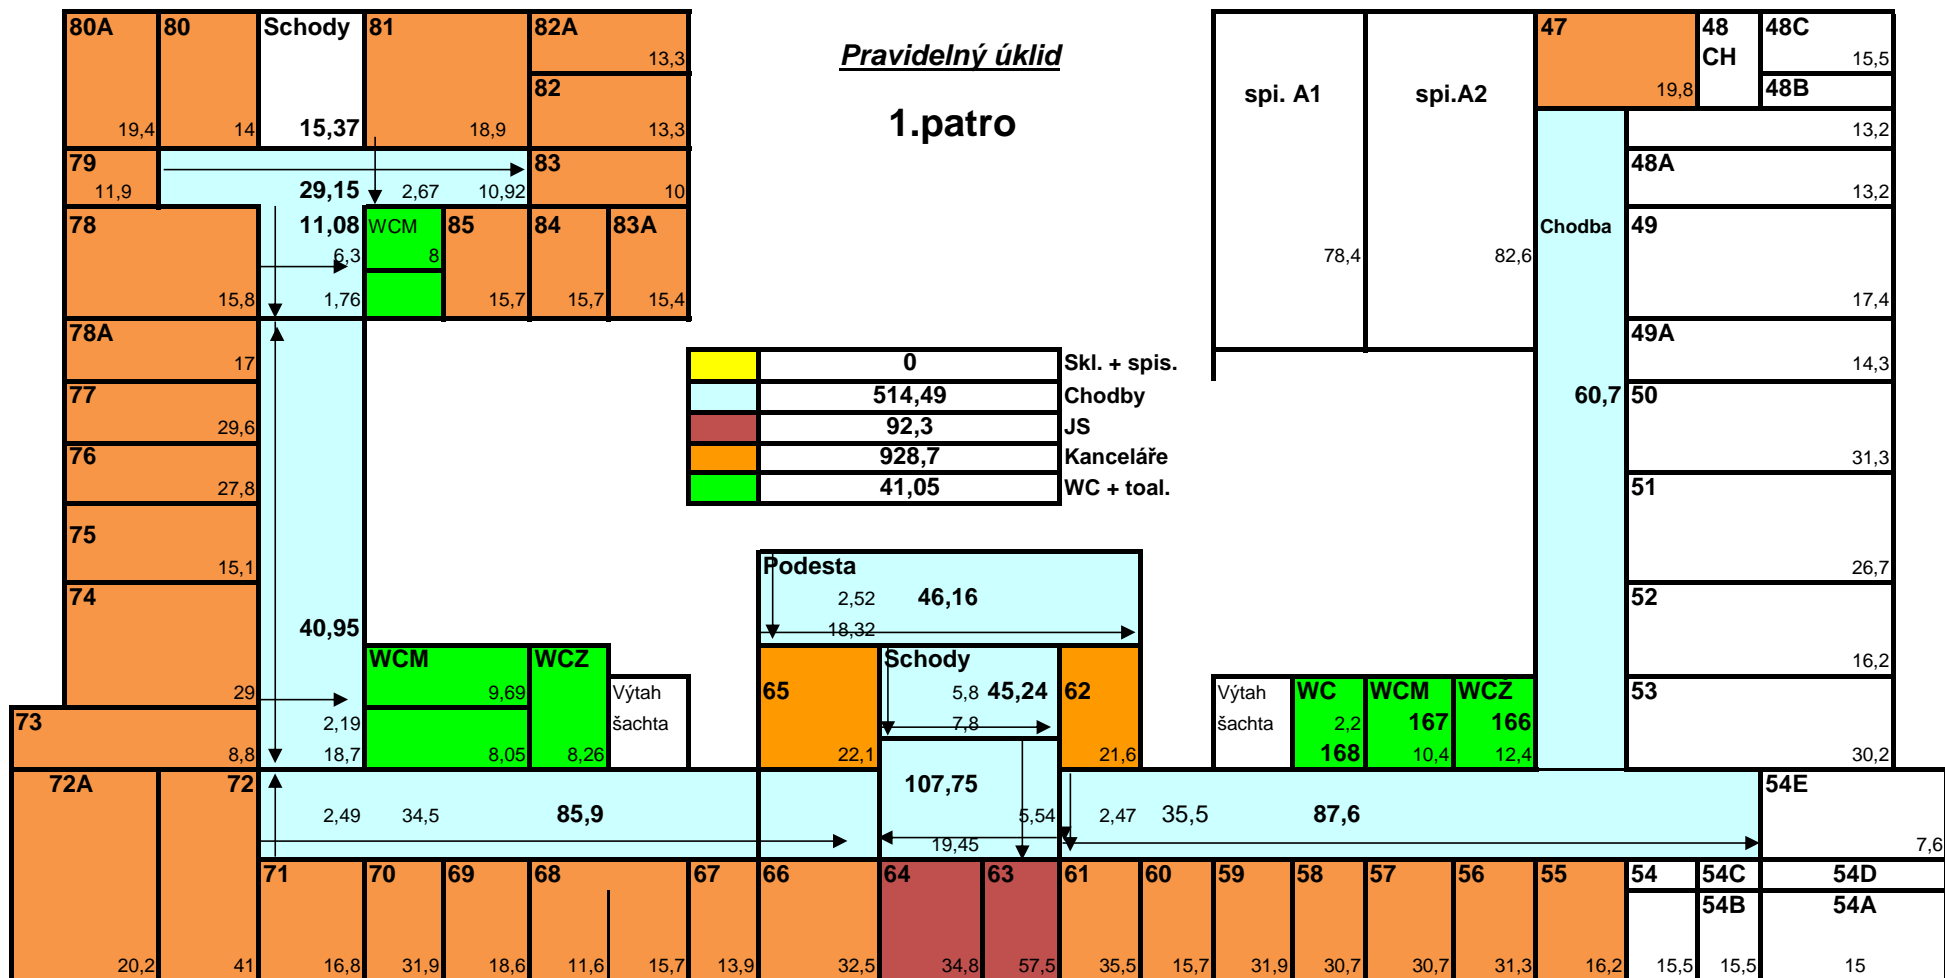 80A 80 Schody 81 82A 47 48 48C
Pravidelný úklid
13,3 CH 15,5
82 spi. A1 spi.A2 19,8 48B
1.patro
19,4 14 15,37 18,9 13,3 13,2
79 83 48A
11,9 29,15 2,67 10,92 10 13,2
78 11,08 WCM 85 84 83A Chodba 49
6,3 8 78,4 82,6
15,8 1,76 15,7 15,7 15,4 17,4
78A 49A
17 0 Skl. + spis. 14,3
77 514,49 Chodby 60,7 50
29,6 92,3 JS
76 928,7 Kanceláře 31,3
27,8 41,05 WC + toal. 51
75
15,1 Podesta 26,7
74 2,52 46,16 52
40,95 18,32
WCM WCZ Schody 16,2
29 9,69 Výtah 65 5,8 45,24 62 Výtah WC WCM WCŽ 53
73 2,19 šachta 7,8 šachta 2,2 167 166
8,8 18,7 8,05 8,26 22,1 21,6 168 10,4 12,4 30,2
72A 72 107,75 54E
2,49 34,5 85,9 5,54 2,47 35,5 87,6
19,45 7,6
71 70 69 68 67 66 64 63 61 60 59 58 57 56 55 54 54C 54D
54B 54A
20,2 41 16,8 31,9 18,6 11,6 15,7 13,9 32,5 34,8 57,5 35,5 15,7 31,9 30,7 30,7 31,3 16,2 15,5 15,5 15